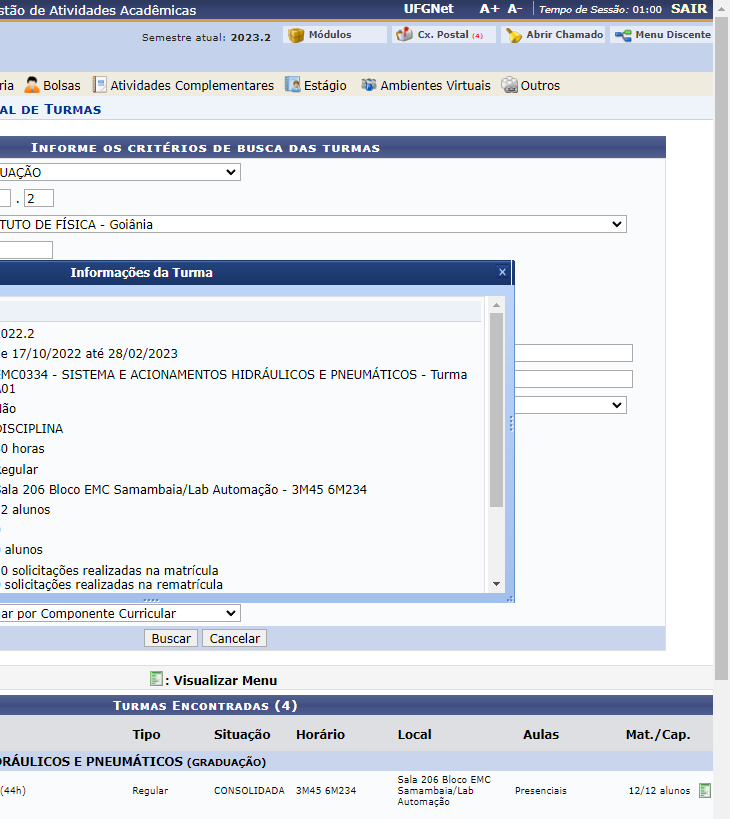 stão de Atividades Acadêmicas UFGNet A+ A- Tempo de Sessão: 01:00 SAIR
Semestre atual: 2023.2 Módulos Cx. Postal (4) Abrir Chamado Menu Discente
ria Bolsas Atividades Complementares Estágio Ambientes Virtuais Outros
AL DE TURMAS
INFORME OS CRITÉRIOS DE BUSCA DAS TURMAS
UAÇÃO
. 2
TUTO DE FÍSICA - Goiânia
Informações da Turma x
022.2
e 17/10/2022 até 28/02/2023
EMC0334 - SISTEMA E ACIONAMENTOS HIDRÁULICOS E PNEUMÁTICOS - Turma
01
Não
DISCIPLINA
0 horas
Regular
Sala 206 Bloco EMC Samambaia/Lab Automação - 3M45 6M234
2 alunos
alunos
0 solicitações realizadas na matrícula
solicitações realizadas na rematrícula
ar por Componente Curricular
Buscar Cancelar
: Visualizar Menu
TURMAS ENCONTRADAS (4)
Tipo Situação Horário Local Aulas Mat./Cap.
DRÁULICOS E PNEUMÁTICOS (GRADUAÇÃO)
(44h) Regular CONSOLIDADA 3M45 6M234 Sala 206 Bloco EMC
Samambaia/Lab
Automação Presenciais 12/12 alunos